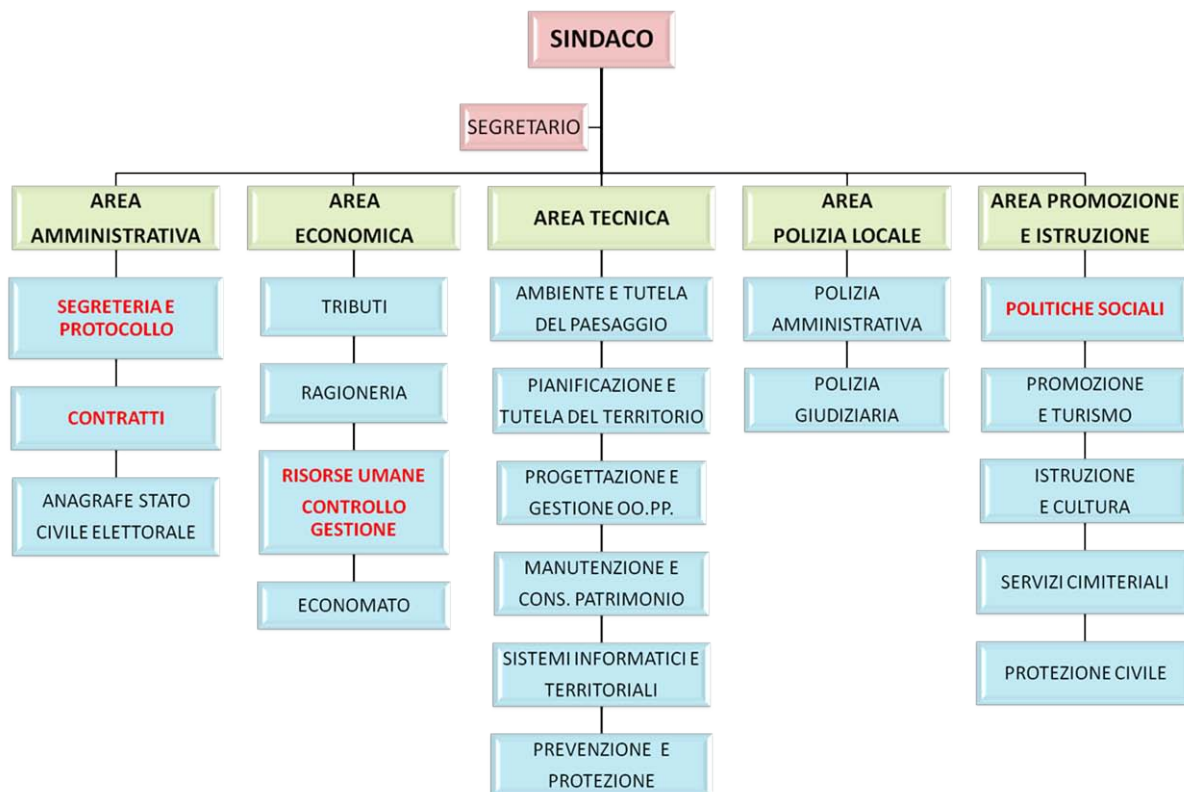 SINDACO
SEGRETARIO
AREA
AMMINISTRATIVA
SEGRETERIA E
PROTOCOLLO
CONTRATTI
ANAGRAFE STATO
CIVILE ELETTORALE
AREA
ECONOMICA
TRIBUTI
RAGIONERIA
RISORSE UMANE
CONTROLLO
GESTIONE
ECONOMATO
AREA TECNICA
AMBIENTE E TUTELA
DEL PAESAGGIO
PIANIFICAZIONE E
TUTELA DEL TERRITORIO
PROGETTAZIONE E
GESTIONE OO.PP.
MANUTENZIONE E
CONS. PATRIMONIO
SISTEMI INFORMATICI E
TERRITORIALI
PREVENZIONE E
PROTEZIONE
AREA
POLIZIA LOCALE
POLIZIA
AMMINISTRATIVA
POLIZIA
GIUDIZIARIA
AREA PROMOZIONE
E ISTRUZIONE
POLITICHE SOCIALI
PROMOZIONE
E TURISMO
ISTRUZIONE
E CULTURA
SERVIZI CIMITERIALI
PROTEZIONE CIVILE